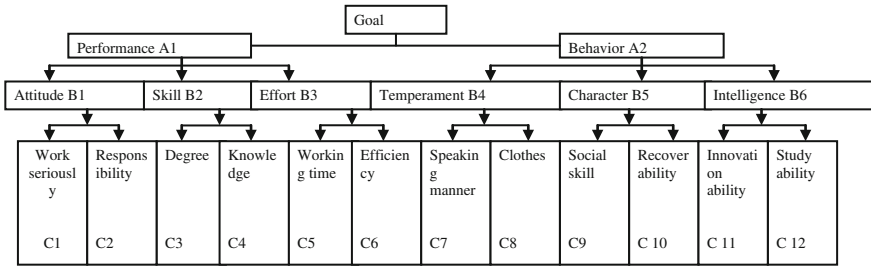 Goal
Performance A1
Behavior A2
Attitude B1
Skill B2
Effort B3
Temperament B4
Character B5
Intelligence B6
Work
seriousl
y
C1
Respons
ibility
C2
Degree
C3
Knowle
dge
C4
Workin
g time
C5
Efficien
cy
C6
Speakin
g
manner
C7
Clothes
C8
Social
skill
C9
Recover
ability
C 10
Innovati
on
ability
C 11
Study
ability
C 12